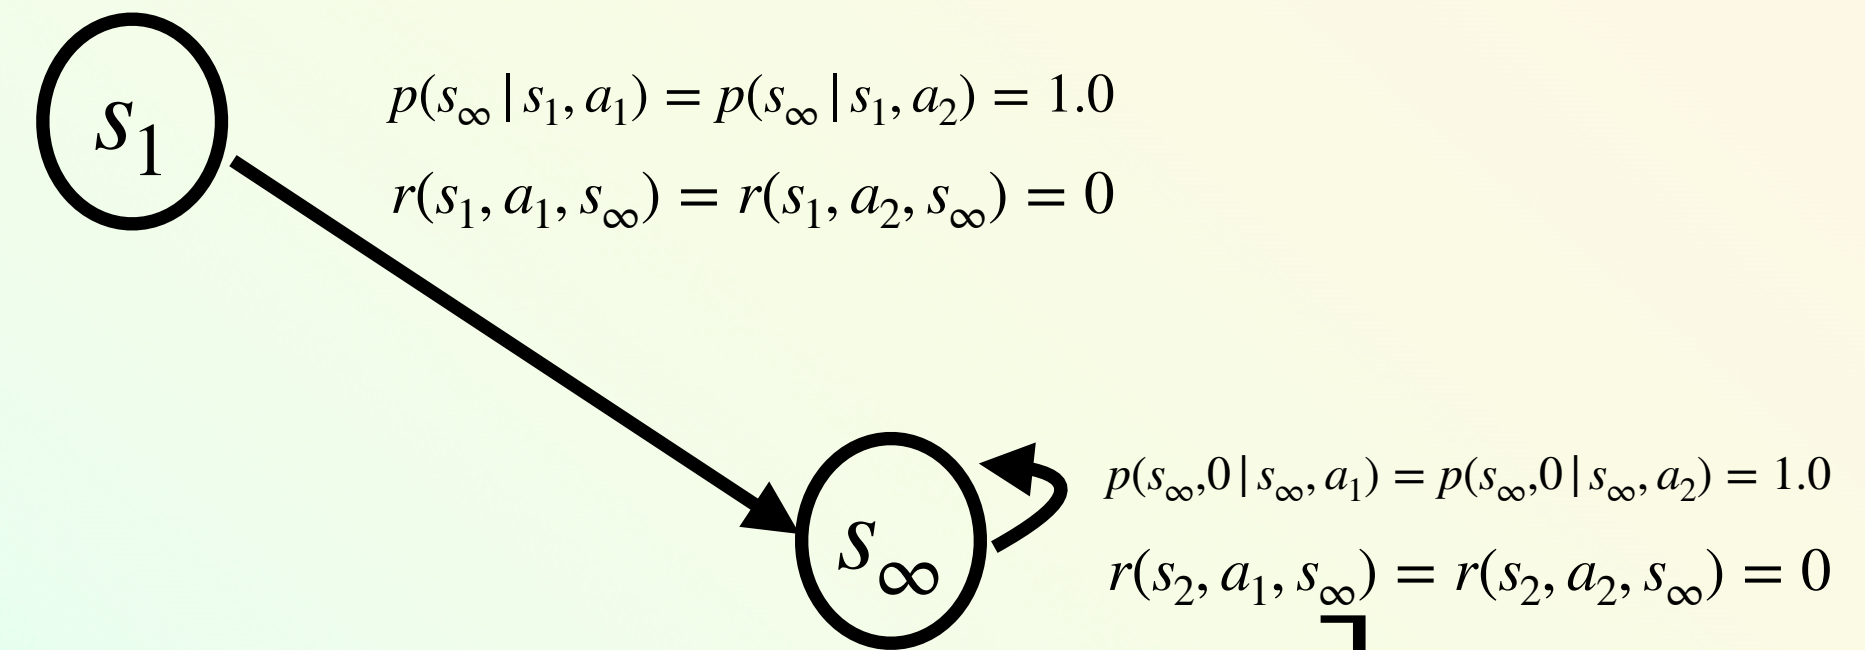 s₁
p(s∞ | s₁, a₁) = p(s∞ | s₁, a₂) = 1.0
r(s₁, a₁, s∞) = r(s₁, a₂, s∞) = 0
s∞
p(s∞,0 | s∞, a₁) = p(s∞,0 | s∞, a₂) = 1.0
r(s₂, a₁, s∞) = r(s₂, a₂, s∞) = 0